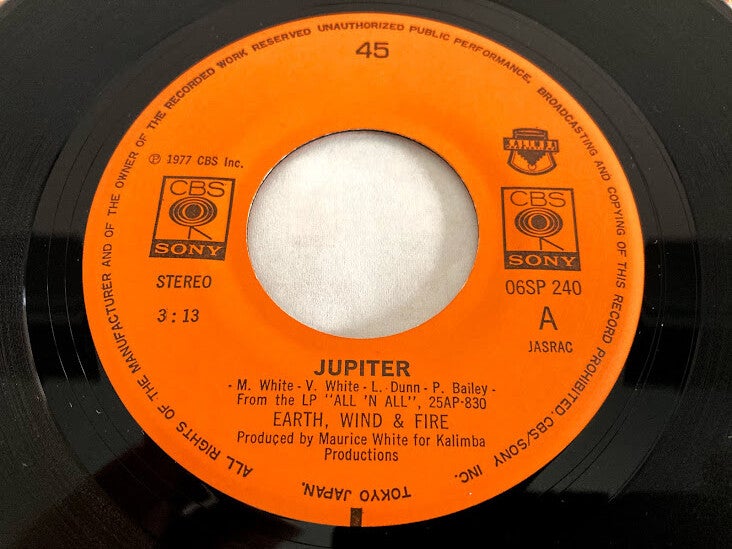 ALL RIGHTS OF THE MANUFACTURER AND OF THE OWNER OF THE RECORDED WORK RESERVED UNAUTHORIZED PUBLIC PERFORMANCE, BROADCASTING AND COPYING OF THIS RECORD PROHIBITED. CBS/SONY INC.
TOKYO JAPAN.
45
℗ 1977 CBS Inc.
KALIMBA
CBS
SONY
CBS
SONY
STEREO
06SP 240
3:13
A
JASRAC
JUPITER
- M. White - V. White - L. Dunn - P. Bailey -
From the LP "ALL 'N ALL", 25AP-830
EARTH, WIND & FIRE
Produced by Maurice White for Kalimba
Productions